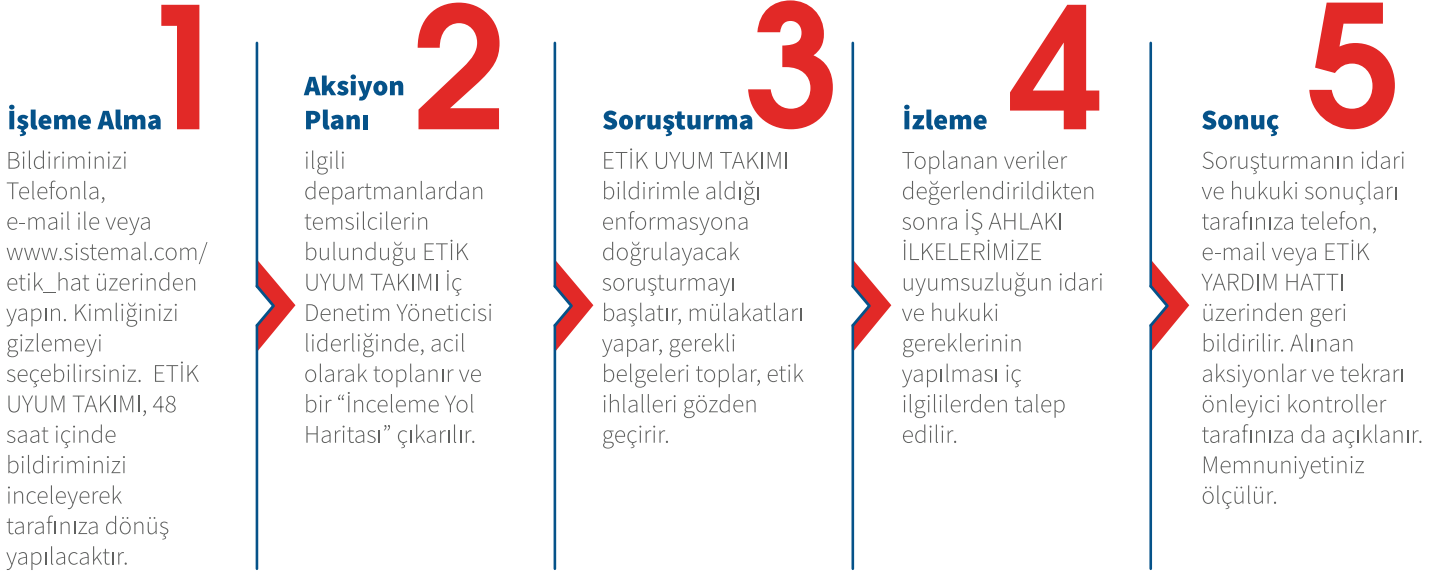 1
İşleme Alma
Bildiriminizi
Telefonla,
e-mail ile veya
www.sistemal.com/
etik_hat üzerinden
yapın. Kimliğinizi
gizlemeyi
seçebilirsiniz.  ETİK
UYUM TAKIMI, 48
saat içinde
bildiriminizi
inceleyerek
tarafınıza dönüş
yapılacaktır.
2
Aksiyon
Planı
ilgili
departmanlardan
temsilcilerin
bulunduğu ETİK
UYUM TAKIMI İç
Denetim Yöneticisi
liderliğinde, acil
olarak toplanır ve
bir “İnceleme Yol
Haritası” çıkarılır.
3
Soruşturma
ETİK UYUM TAKIMI
bildirimle aldığı
enformasyona
doğrulayacak
soruşturmayı
başlatır, mülakatları
yapar, gerekli
belgeleri toplar, etik
ihlalleri gözden
geçirir.
4
İzleme
Toplanan veriler
değerlendirildikten
sonra İŞ AHLAKI
İLKELERİMİZE
uyumsuzluğun idari
ve hukuki
gereklerinin
yapılması iç
ilgililerden talep
edilir.
5
Sonuç
Soruşturmanın idari
ve hukuki sonuçları
tarafınıza telefon,
e-mail veya ETİK
YARDIM HATTI
üzerinden geri
bildirilir. Alınan
aksiyonlar ve tekrarı
önleyici kontroller
tarafınıza da açıklanır.
Memnuniyetiniz
ölçülür.